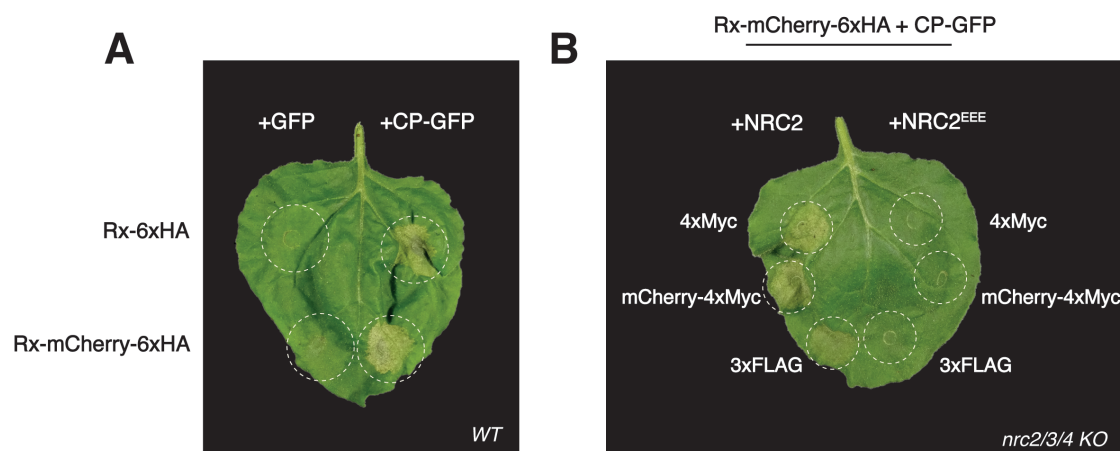 A
+GFP
+CP-GFP
Rx-6xHA
Rx-mCherry-6xHA
WT
B
Rx-mCherry-6xHA + CP-GFP
+NRC2
+NRC2ᴱᴱᴱ
4xMyc
4xMyc
mCherry-4xMyc
mCherry-4xMyc
3xFLAG
3xFLAG
nrc2/3/4 KO